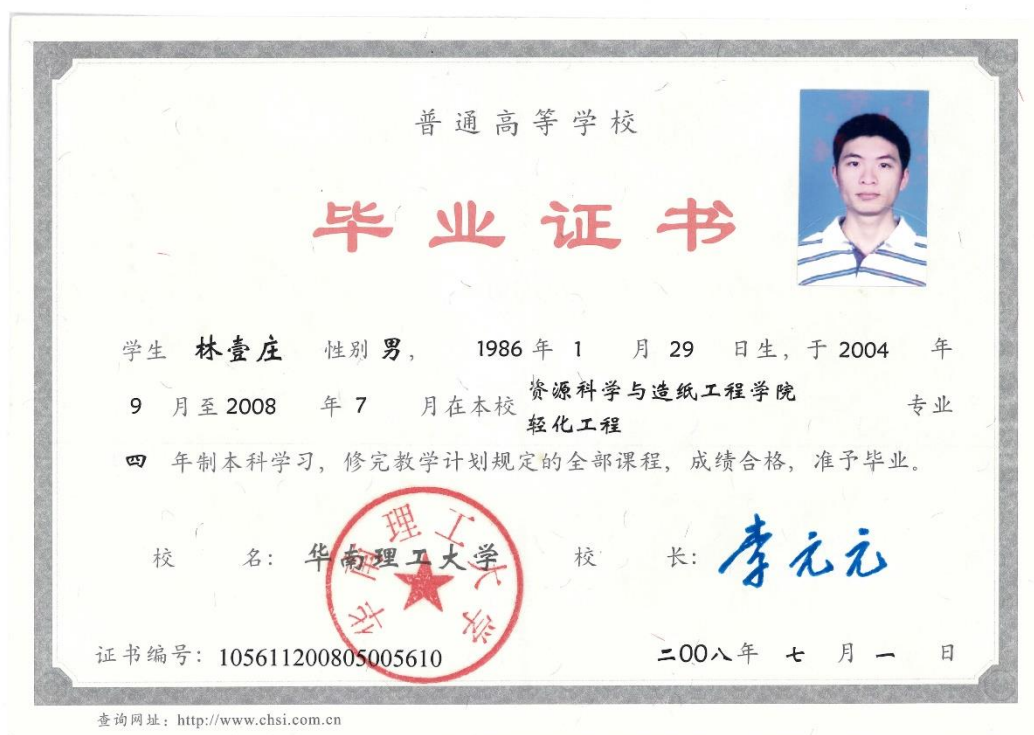 普通高等学校
毕业证书
学生 林壹庄 性别 男， 1986 年 1 月 29 日生，于 2004 年
9 月至 2008 年 7 月在本校 资源科学与造纸工程学院 轻化工程 专业
四 年制本科学习，修完教学计划规定的全部课程，成绩合格，准予毕业。
校 名：华南理工大学 校 长：李元元
华南理工大学
证书编号：105611200805005610 二00八年 七 月 一 日
查询网址：http://www.chsi.com.cn